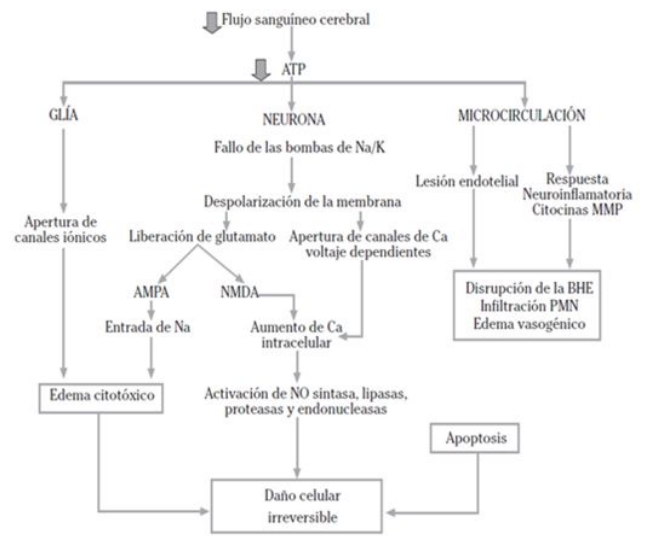 Flujo sanguíneo cerebral
ATP
GLÍA
NEURONA
MICROCIRCULACIÓN
Fallo de las bombas de Na/K
Lesión endotelial
Respuesta
Neuroinflamatoria
Citocinas MMP
Despolarización de la membrana
Apertura de
canales iónicos
Liberación de glutamato
Apertura de canales de Ca
voltaje dependientes
AMPA
NMDA
Disrupción de la BHE
Infiltración PMN
Edema vasogénico
Entrada de Na
Aumento de Ca
intracelular
Edema citotóxico
Activación de NO sintasa, lipasas,
proteasas y endonucleasas
Apoptosis
Daño celular
irreversible